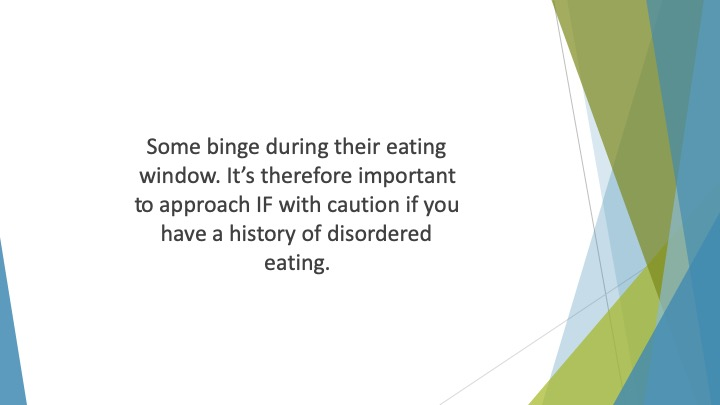 Some binge during their eating
window. It’s therefore important
to approach IF with caution if you
have a history of disordered
eating.